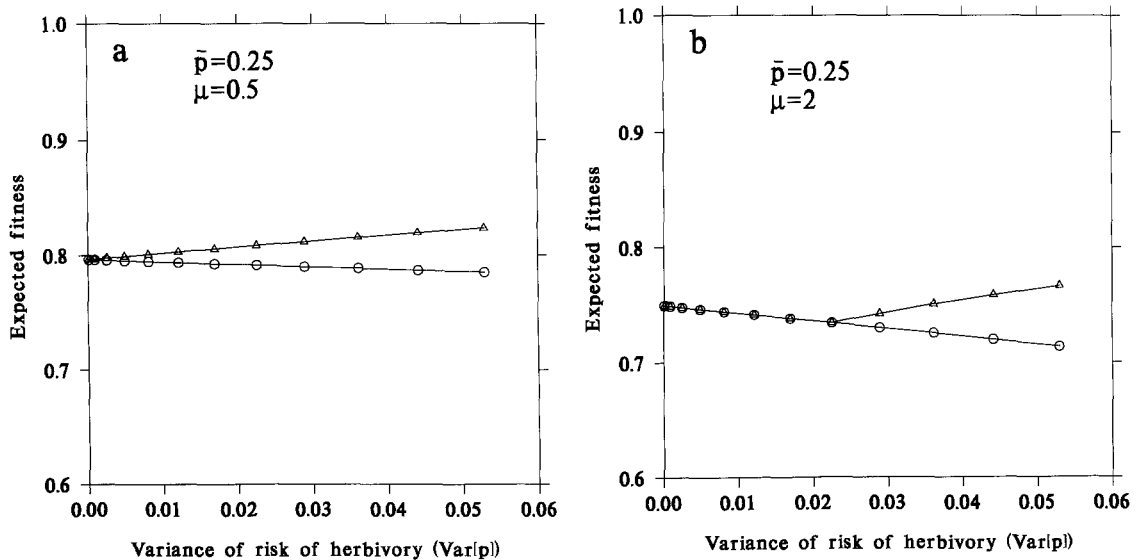 a
p̄=0.25
μ=0.5
1.0
0.9
0.8
0.7
0.6
Expected fitness
0.00 0.01 0.02 0.03 0.04 0.05 0.06
Variance of risk of herbivory (Var[p])
b
p̄=0.25
μ=2
1.0
0.9
0.8
0.7
0.6
Expected fitness
0.00 0.01 0.02 0.03 0.04 0.05 0.06
Variance of risk of herbivory (Var[p])